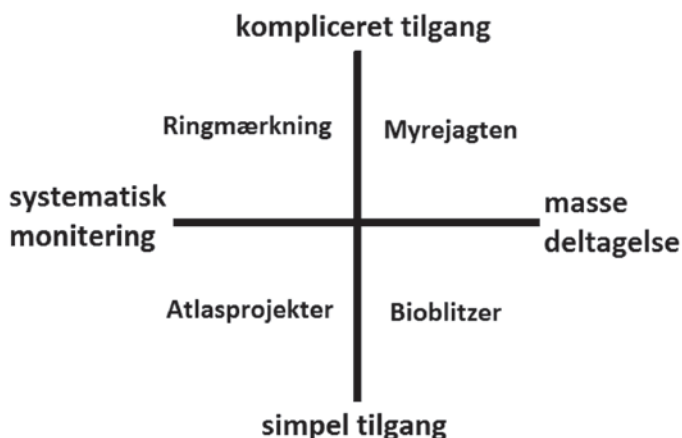 kompliceret tilgang
Ringmærkning
Myrejagten
systematisk
monitering
masse
deltagelse
Atlasprojekter
Bioblitzer
simpel tilgang